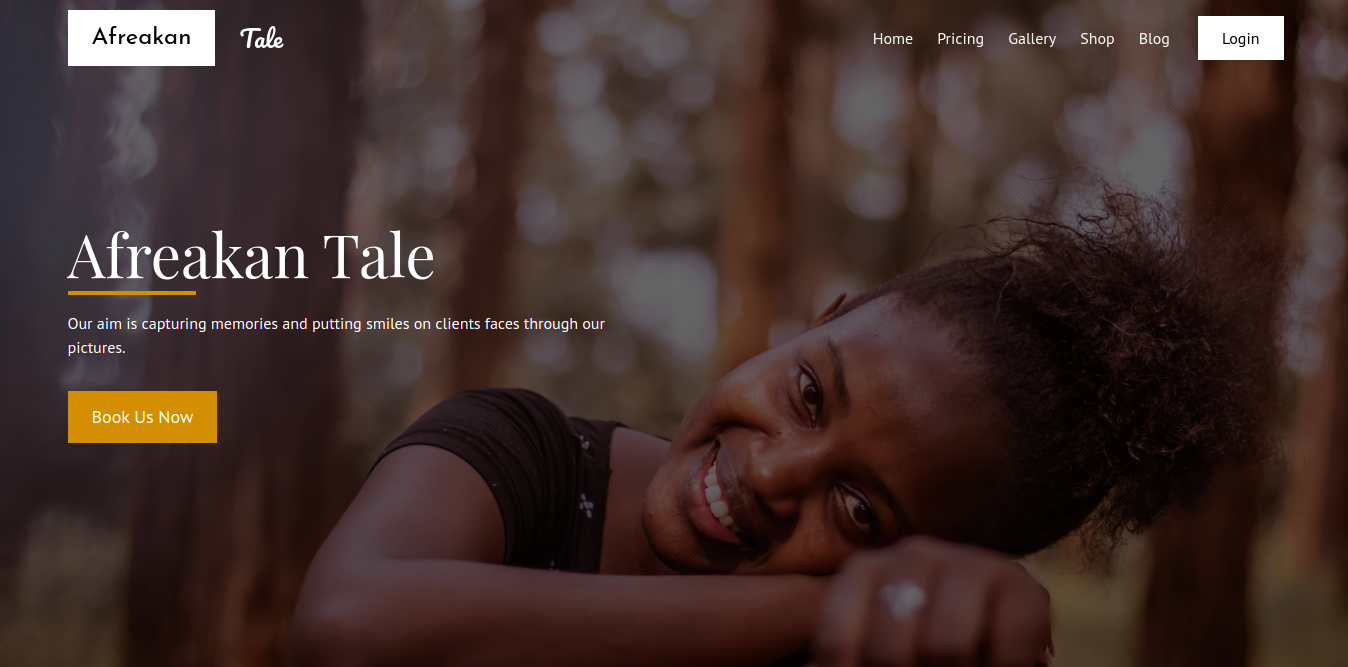 Afreakan Tale Home Pricing Gallery Shop Blog Login
Afreakan Tale
Our aim is capturing memories and putting smiles on clients faces through our
pictures.
Book Us Now